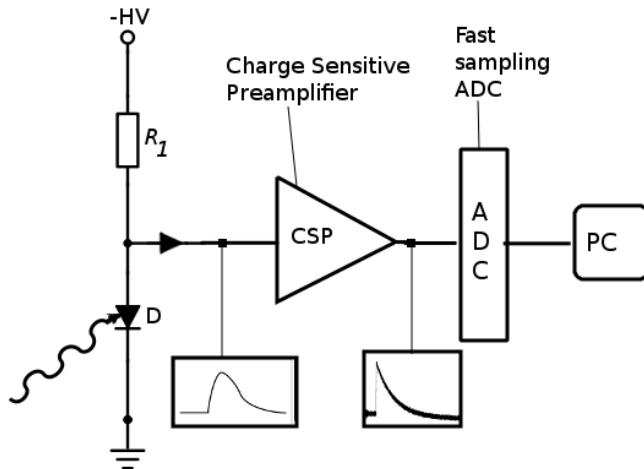 -HV
Charge Sensitive
Preamplifier
Fast
sampling
ADC
R1
CSP
A
D
C
PC
D